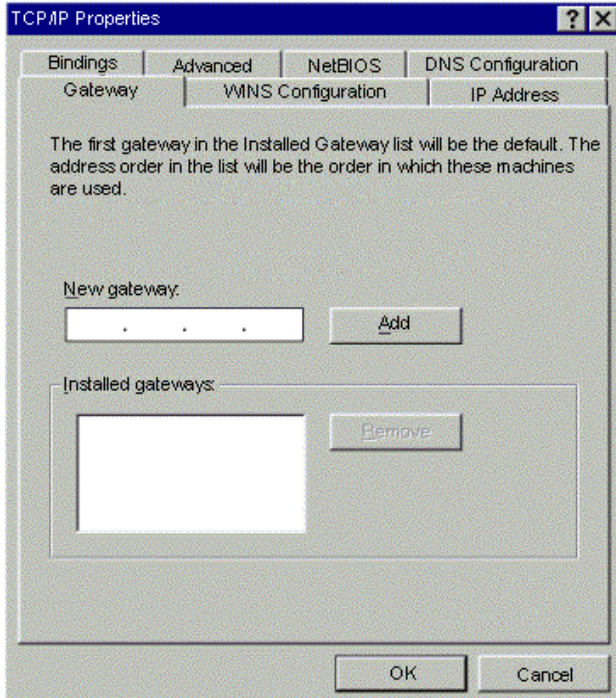 TCP/IP Properties
? X
Bindings Advanced NetBIOS DNS Configuration
Gateway WINS Configuration IP Address
The first gateway in the Installed Gateway list will be the default. The
address order in the list will be the order in which these machines
are used.
New gateway:
. . .
Add
Installed gateways:
Remove
OK Cancel